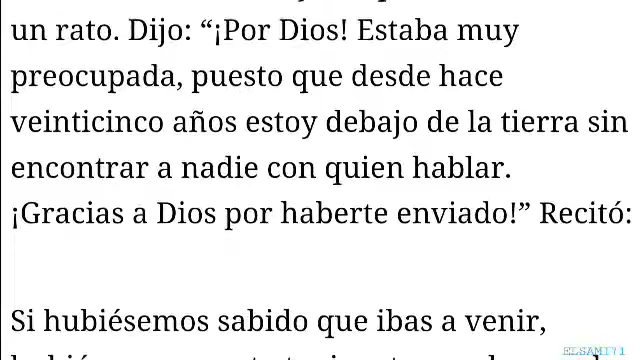 un rato. Dijo: “¡Por Dios! Estaba muy
preocupada, puesto que desde hace
veinticinco años estoy debajo de la tierra sin
encontrar a nadie con quien hablar.
¡Gracias a Dios por haberte enviado!” Recitó:
Si hubiésemos sabido que ibas a venir,
ELSAMI71